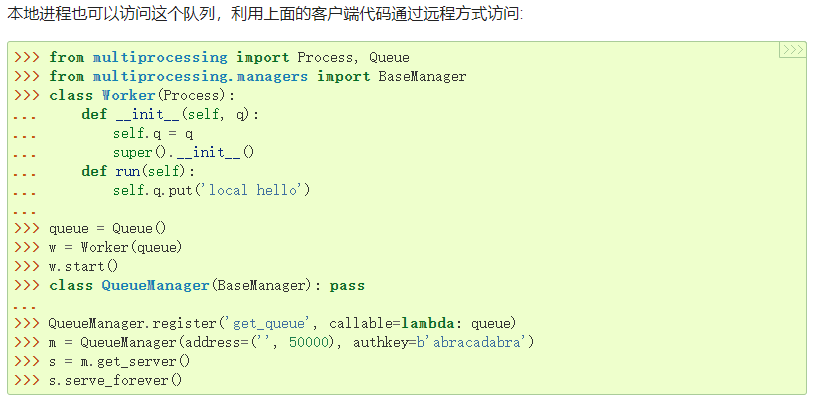 本地进程也可以访问这个队列，利用上面的客户端代码通过远程方式访问:
>>>
>>> from multiprocessing import Process, Queue
>>> from multiprocessing.managers import BaseManager
>>> class Worker(Process):
...     def __init__(self, q):
...         self.q = q
...         super().__init__()
...     def run(self):
...         self.q.put('local hello')
...
>>> queue = Queue()
>>> w = Worker(queue)
>>> w.start()
>>> class QueueManager(BaseManager): pass
...
>>> QueueManager.register('get_queue', callable=lambda: queue)
>>> m = QueueManager(address=('', 50000), authkey=b'abracadabra')
>>> s = m.get_server()
>>> s.serve_forever()